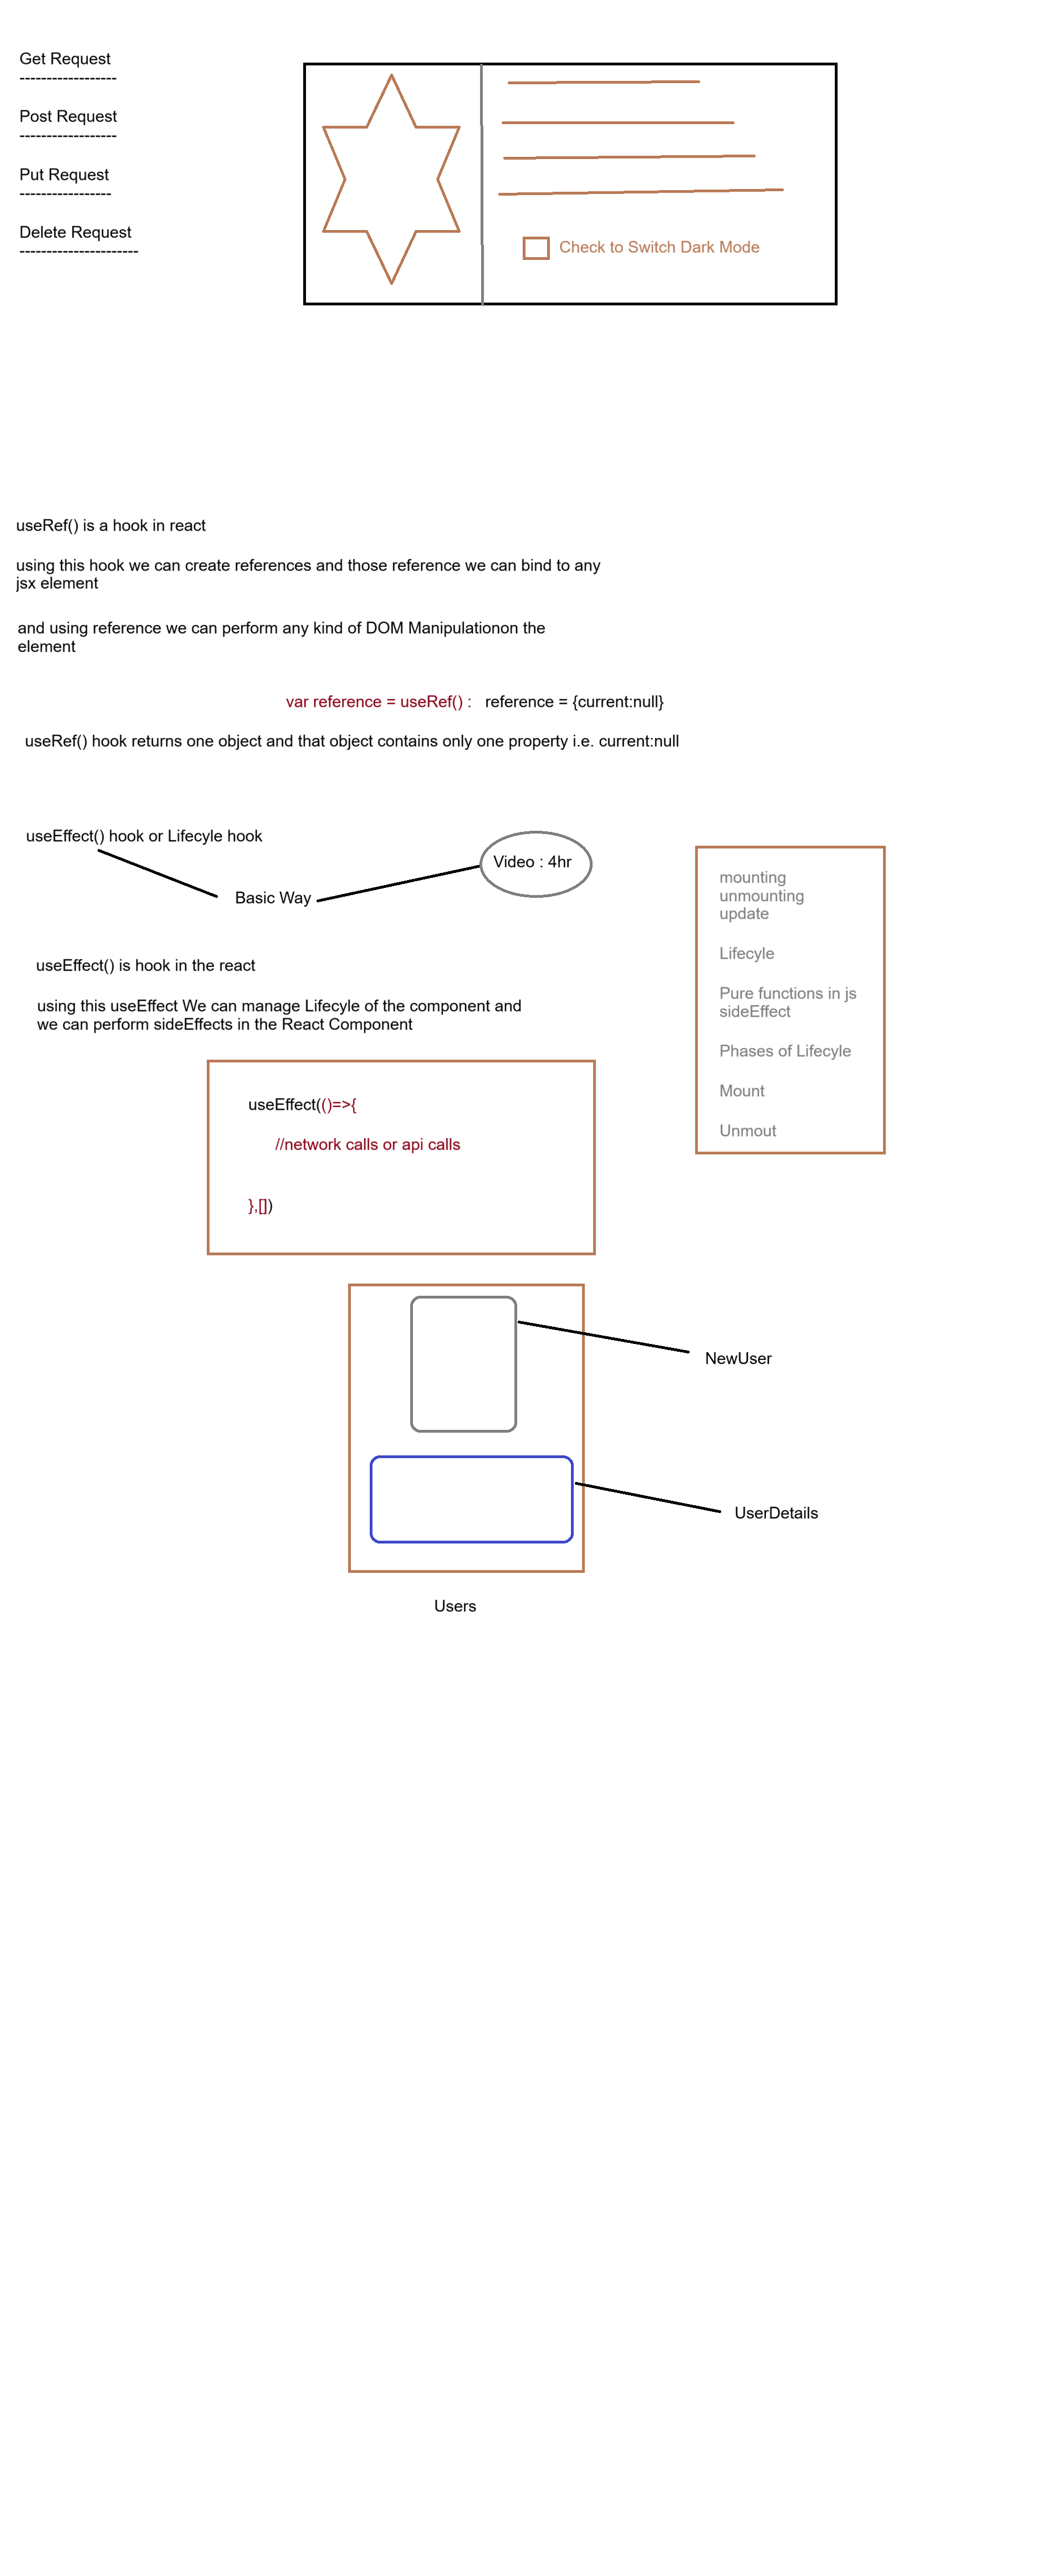 Get Request
------------------
Post Request
------------------
Put Request
-----------------
Delete Request
----------------------
Check to Switch Dark Mode
useRef() is a hook in react
using this hook we can create references and those reference we can bind to any
jsx element
and using reference we can perform any kind of DOM Manipulationon the
element
var reference = useRef() : reference = {current:null}
useRef() hook returns one object and that object contains only one property i.e. current:null
useEffect() hook or Lifecyle hook
Basic Way
Video : 4hr
useEffect() is hook in the react
using this useEffect We can manage Lifecyle of the component and
we can perform sideEffects in the React Component
mounting
unmounting
update
Lifecyle
Pure functions in js
sideEffect
Phases of Lifecyle
Mount
Unmout
useEffect(()=>{
//network calls or api calls
},[])
NewUser
UserDetails
Users